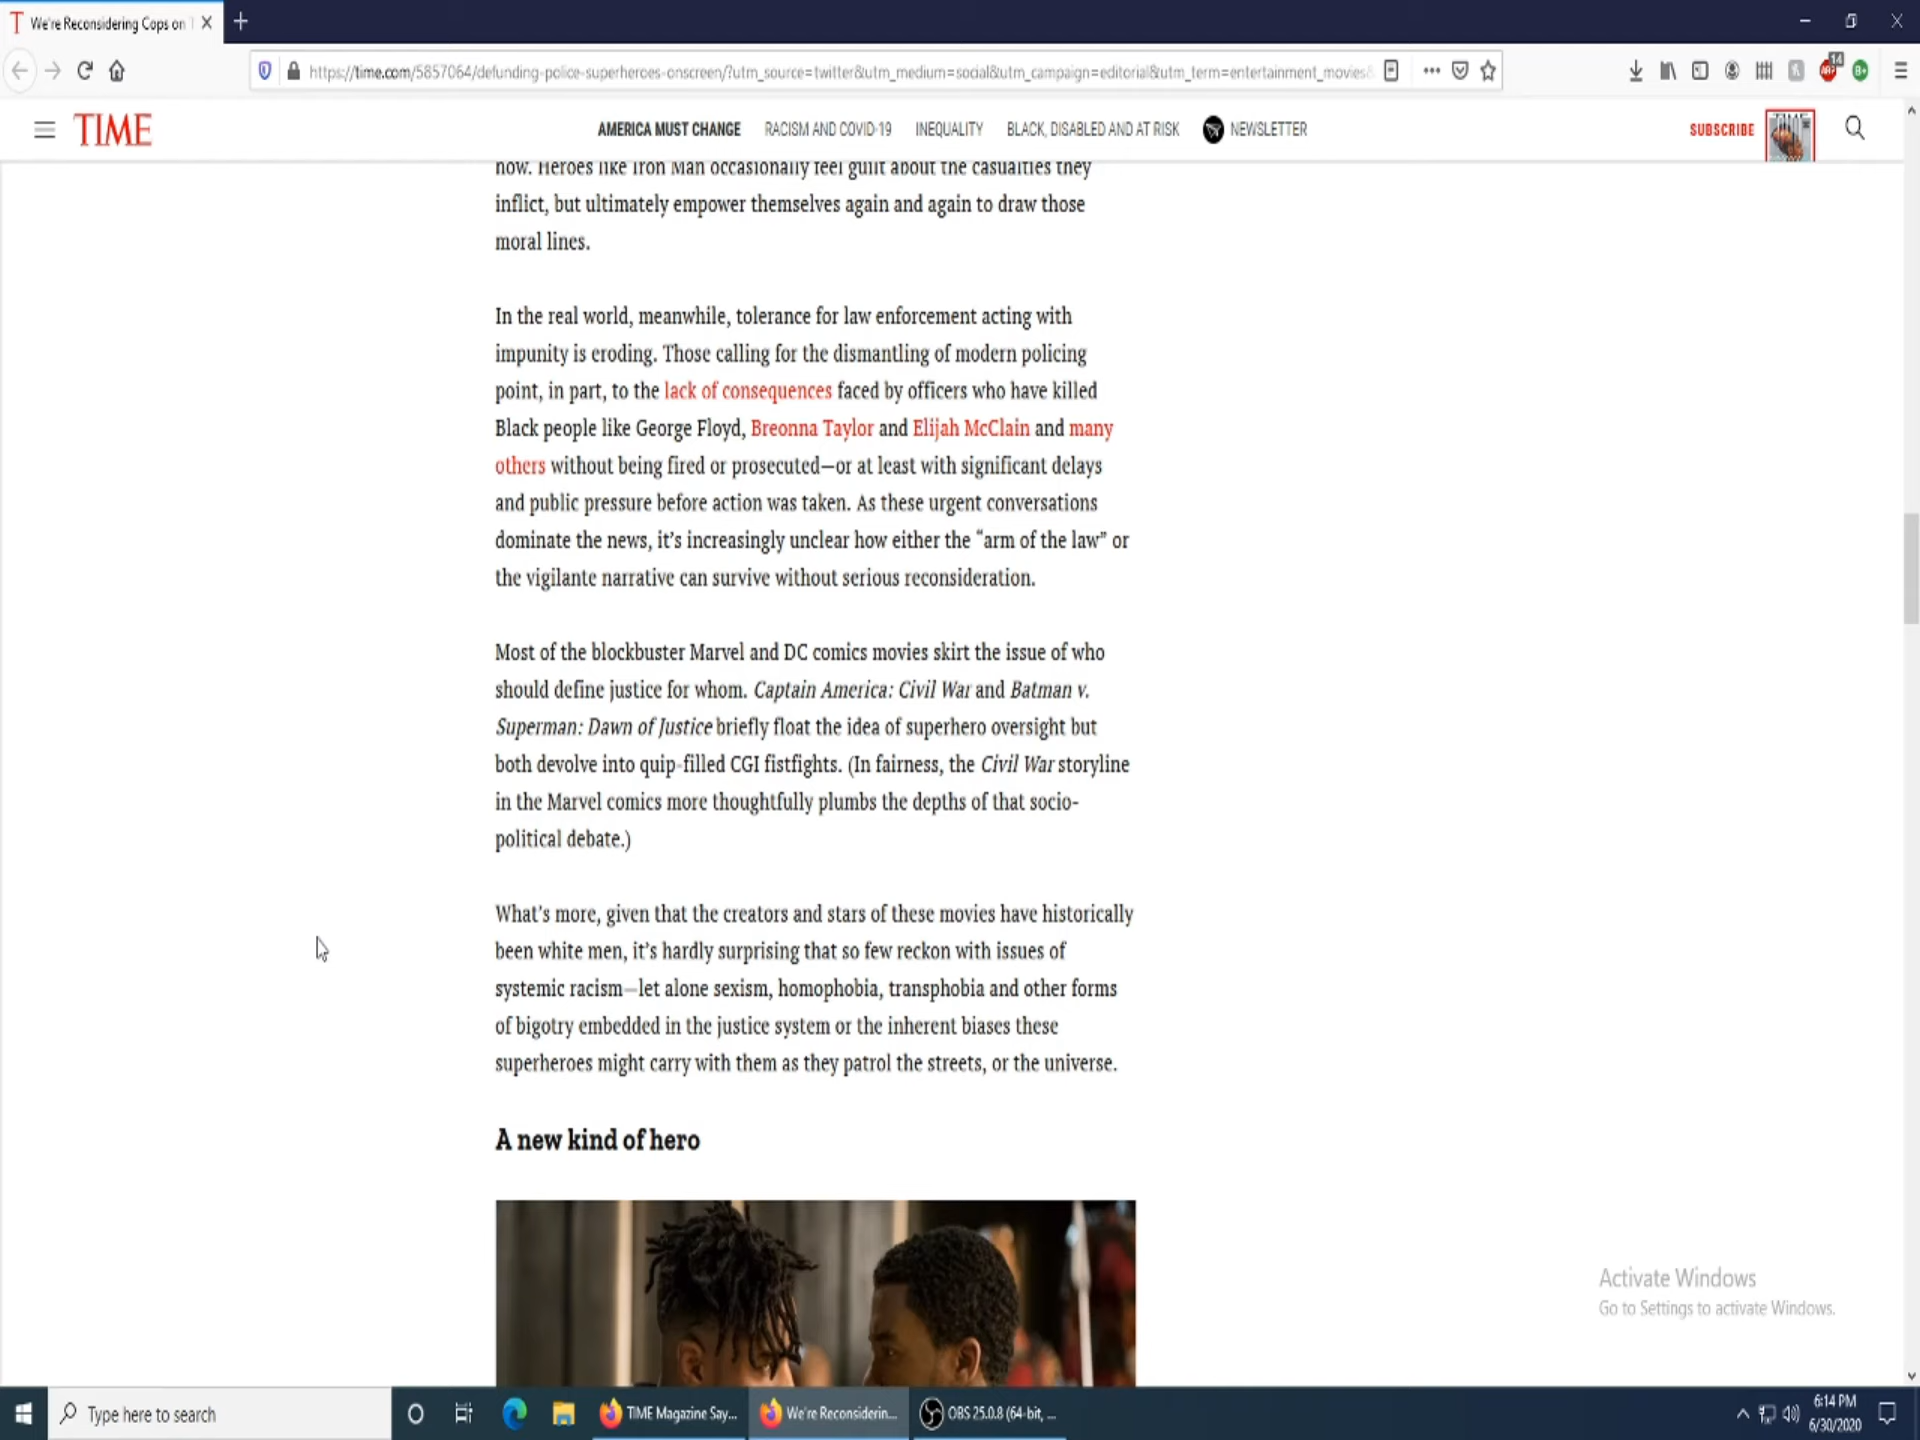 We're Reconsidering Cops on T
https://time.com/5857064/defunding-police-superheroes-onscreen/?utm_source=twitter&utm_medium=social&utm_campaign=editorial&utm_term=entertainment_movies&
14
ABP
B+
TIME
AMERICA MUST CHANGE
RACISM AND COVID-19
INEQUALITY
BLACK, DISABLED AND AT RISK
NEWSLETTER
SUBSCRIBE
now. Heroes like Iron Man occasionally feel guilt about the casualties they
inflict, but ultimately empower themselves again and again to draw those
moral lines.
In the real world, meanwhile, tolerance for law enforcement acting with
impunity is eroding. Those calling for the dismantling of modern policing
point, in part, to the lack of consequences faced by officers who have killed
Black people like George Floyd, Breonna Taylor and Elijah McClain and many
others without being fired or prosecuted—or at least with significant delays
and public pressure before action was taken. As these urgent conversations
dominate the news, it's increasingly unclear how either the “arm of the law” or
the vigilante narrative can survive without serious reconsideration.
Most of the blockbuster Marvel and DC comics movies skirt the issue of who
should define justice for whom. Captain America: Civil War and Batman v.
Superman: Dawn of Justice briefly float the idea of superhero oversight but
both devolve into quip-filled CGI fistfights. (In fairness, the Civil War storyline
in the Marvel comics more thoughtfully plumbs the depths of that socio-
political debate.)
What's more, given that the creators and stars of these movies have historically
been white men, it's hardly surprising that so few reckon with issues of
systemic racism—let alone sexism, homophobia, transphobia and other forms
of bigotry embedded in the justice system or the inherent biases these
superheroes might carry with them as they patrol the streets, or the universe.
A new kind of hero
Activate Windows
Go to Settings to activate Windows.
Type here to search
TIME Magazine Say...
We're Reconsiderin...
OBS 25.0.8 (64-bit, ...
6:14 PM
6/30/2020